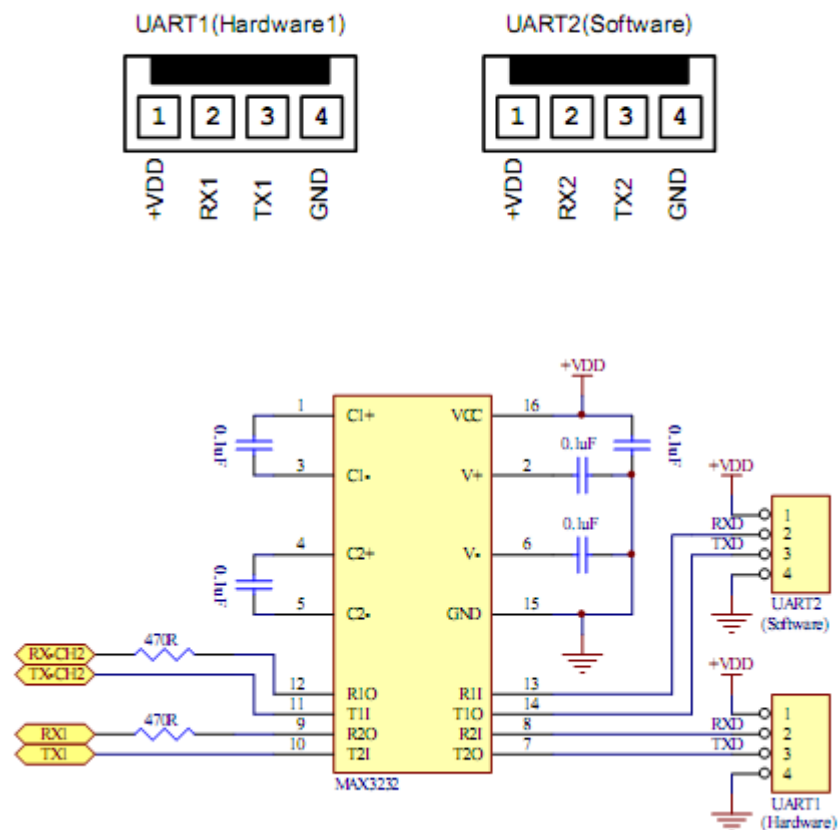 UART1(Hardware1)
UART2(Software)
1 2 3 4
1 2 3 4
+VDD RX1 TX1 GND
+VDD RX2 TX2 GND
+VDD
1 C1+ VCC 16
0.1uF
0.1uF
0.1uF
3 C1- V+ 2
+VDD
0.1uF
4 C2+ V- 6
0.1uF
5 C2- GND 15
RXD
TXD
1
2
3
4
UART2
(Software)
RX-CH2
470R
TX-CH2
12 R1O R1I 13
11 T1I T1O 14
RX1
470R
9 R2O R2I 8
TX1
10 T2I T2O 7
MAX3232
+VDD
RXD
TXD
1
2
3
4
UART1
(Hardware)